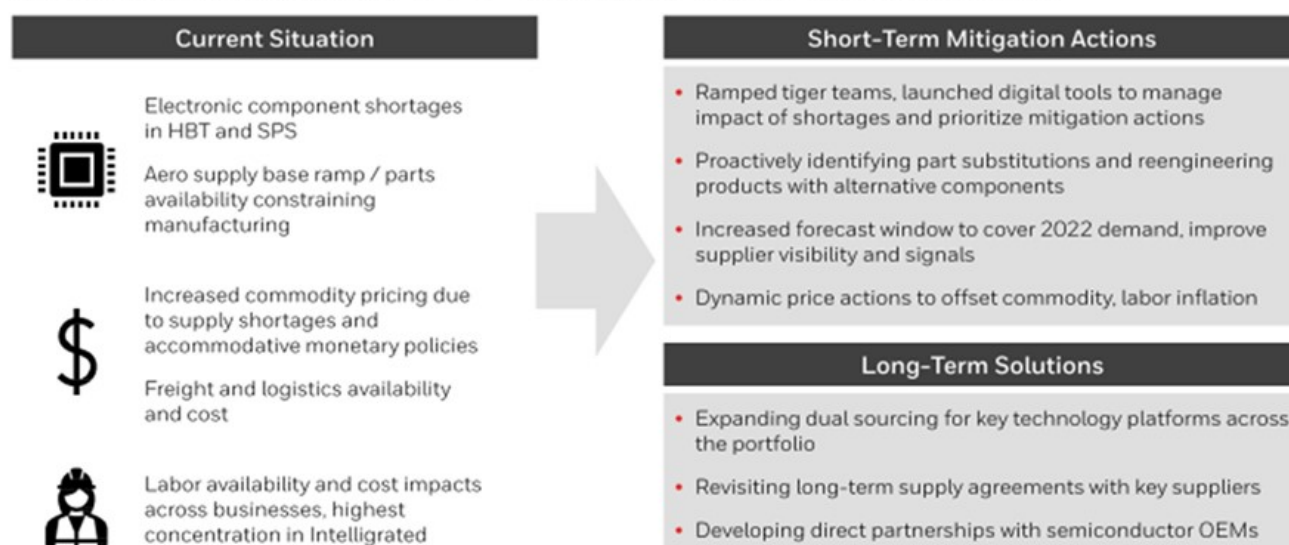 Current Situation
Electronic component shortages
in HBT and SPS
Aero supply base ramp / parts
availability constraining
manufacturing
Increased commodity pricing due
to supply shortages and
accommodative monetary policies
Freight and logistics availability
and cost
Labor availability and cost impacts
across businesses, highest
concentration in Intelligrated
Short-Term Mitigation Actions
• Ramped tiger teams, launched digital tools to manage
impact of shortages and prioritize mitigation actions
• Proactively identifying part substitutions and reengineering
products with alternative components
• Increased forecast window to cover 2022 demand, improve
supplier visibility and signals
• Dynamic price actions to offset commodity, labor inflation
Long-Term Solutions
• Expanding dual sourcing for key technology platforms across
the portfolio
• Revisiting long-term supply agreements with key suppliers
• Developing direct partnerships with semiconductor OEMs